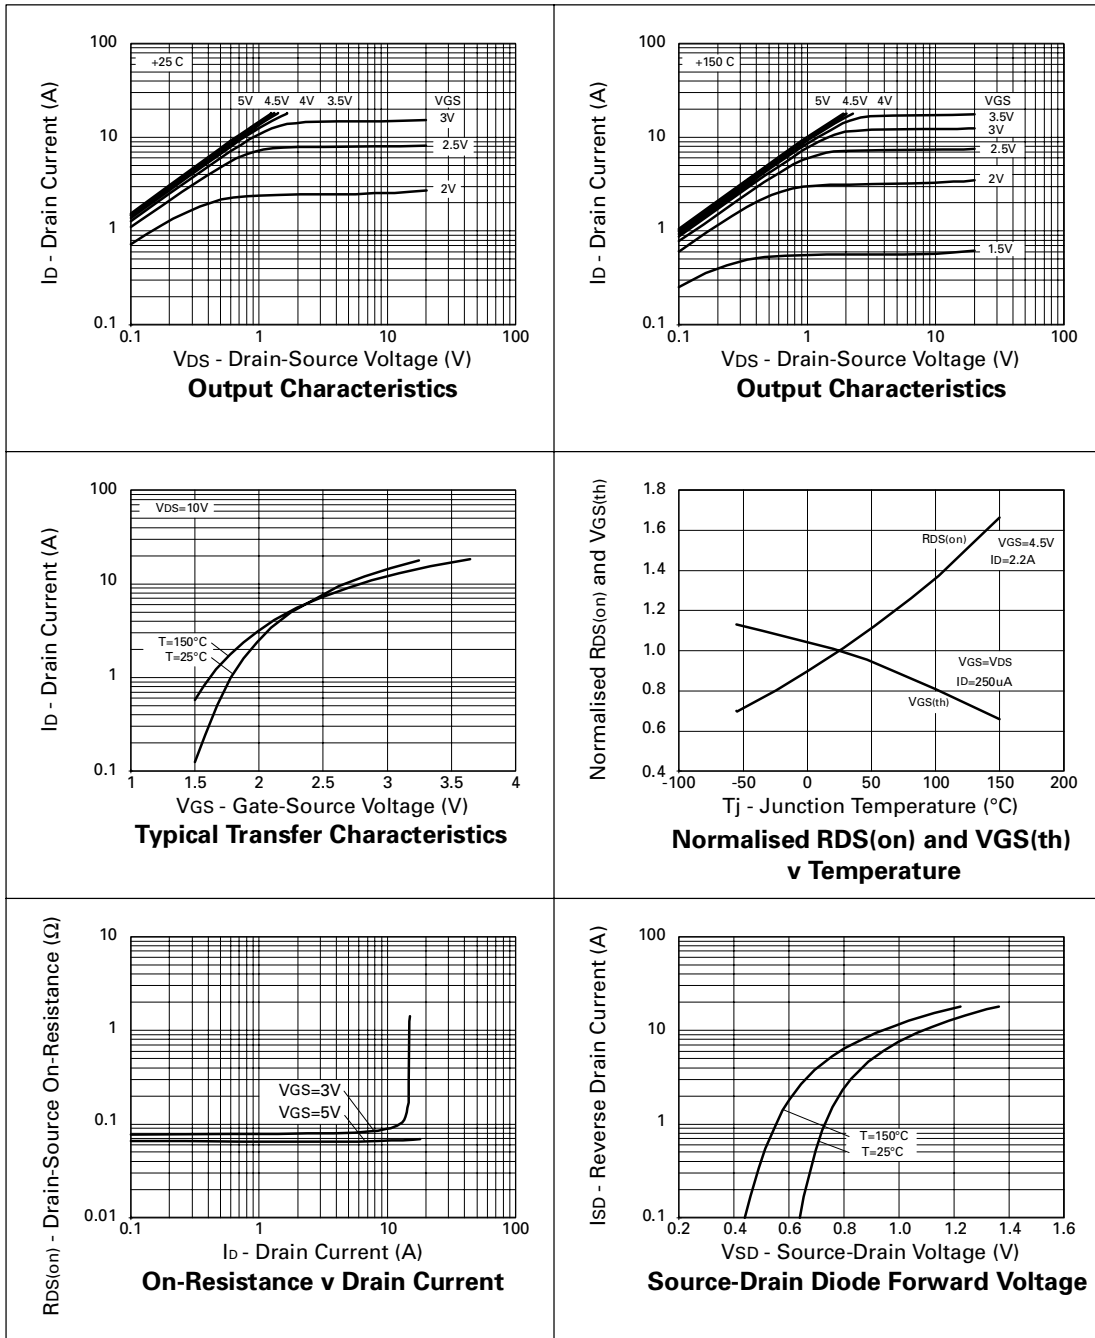 100
10
1
0.1
+25 C
5V 4.5V 4V 3.5V VGS
3V
2.5V
2V
ID - Drain Current (A)
0.1 1 10 100
VDS - Drain-Source Voltage (V)
Output Characteristics
100
10
1
0.1
+150 C
5V 4.5V 4V VGS
3.5V
3V
2.5V
2V
1.5V
ID - Drain Current (A)
0.1 1 10 100
VDS - Drain-Source Voltage (V)
Output Characteristics
100
10
1
0.1
VDS=10V
T=150°C
T=25°C
ID - Drain Current (A)
1 1.5 2 2.5 3 3.5 4
VGS - Gate-Source Voltage (V)
Typical Transfer Characteristics
1.8
1.6
1.4
1.2
1.0
0.8
0.6
0.4
RDS(on)
VGS=4.5V
ID=2.2A
VGS=VDS
ID=250uA
VGS(th)
Normalised RDS(on) and VGS(th)
-100 -50 0 50 100 150 200
Tj - Junction Temperature (°C)
Normalised RDS(on) and VGS(th)
v Temperature
10
1
0.1
0.01
VGS=3V
VGS=5V
RDS(on) - Drain-Source On-Resistance (Ω)
0.1 1 10 100
ID - Drain Current (A)
On-Resistance v Drain Current
100
10
1
0.1
T=150°C
T=25°C
ISD - Reverse Drain Current (A)
0.2 0.4 0.6 0.8 1.0 1.2 1.4 1.6
VSD - Source-Drain Voltage (V)
Source-Drain Diode Forward Voltage